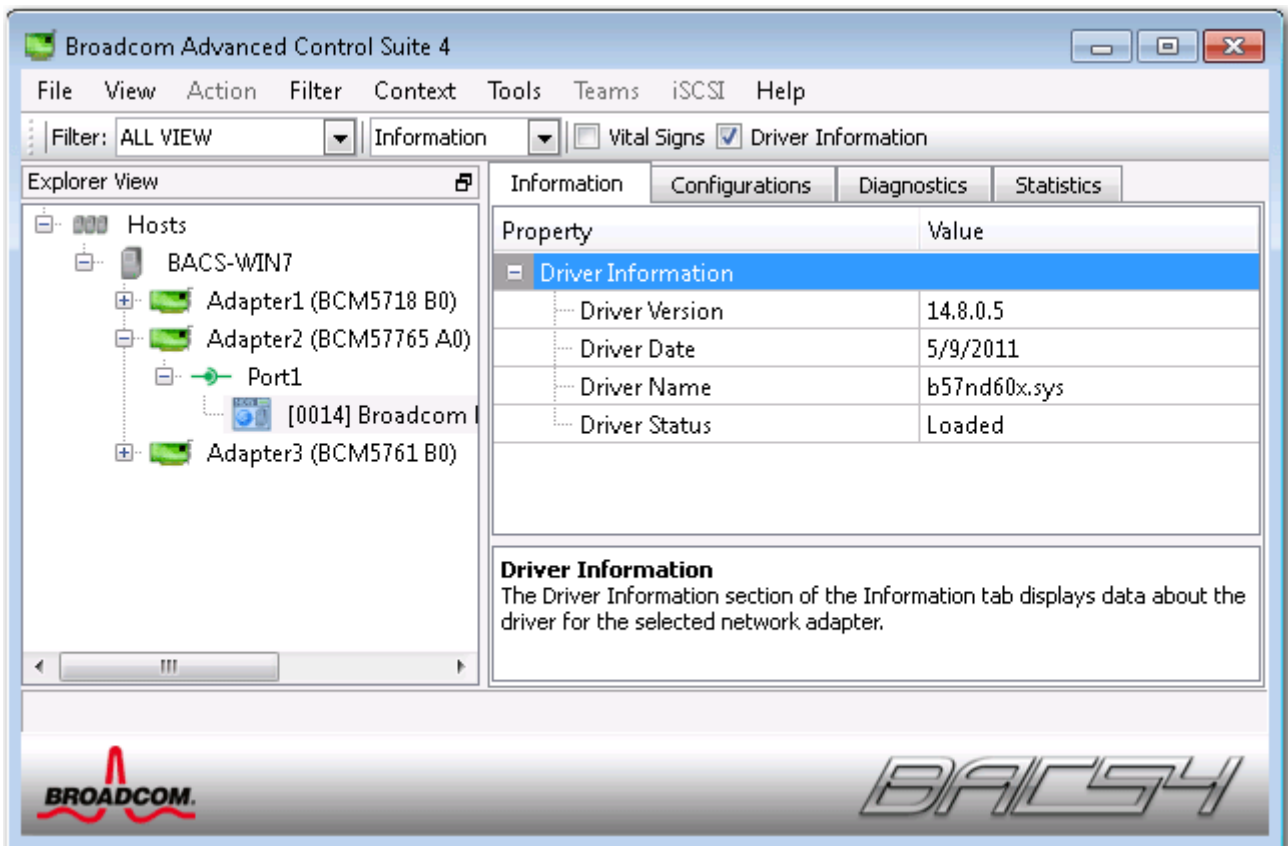 Broadcom Advanced Control Suite 4
File View Action Filter Context Tools Teams iSCSI Help
Filter: ALL VIEW Information Vital Signs Driver Information
Explorer View
Hosts
BACS-WIN7
Adapter1 (BCM5718 B0)
Adapter2 (BCM57765 A0)
Port1
[0014] Broadcom
Adapter3 (BCM5761 B0)
Information Configurations Diagnostics Statistics
Property Value
Driver Information
Driver Version 14.8.0.5
Driver Date 5/9/2011
Driver Name b57nd60x.sys
Driver Status Loaded
Driver Information
The Driver Information section of the Information tab displays data about the
driver for the selected network adapter.
BROADCOM.
BACS4